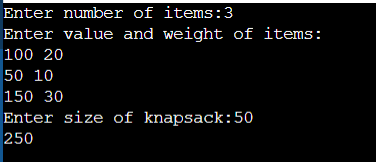 Enter number of items:3
Enter value and weight of items:
100 20
50 10
150 30
Enter size of knapsack:50
250